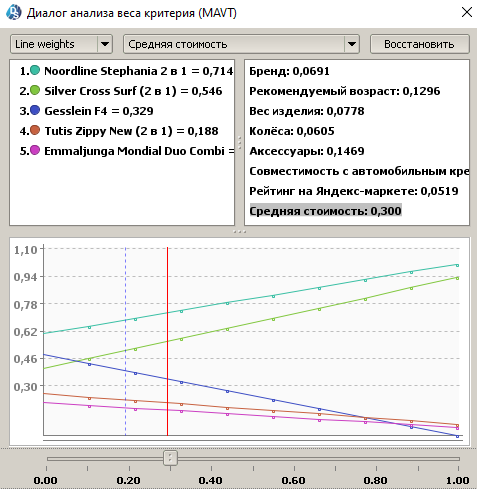 Диалог анализа веса критерия (MAVT)
Line weights
Средняя стоимость
Восстановить
1. Noordline Stephania 2 в 1 = 0,714
2. Silver Cross Surf (2 в 1) = 0,546
3. Gesslein F4 = 0,329
4. Tutis Zippy New (2 в 1) = 0,188
5. Emmaljunga Mondial Duo Combi =
Бренд: 0,0691
Рекомендуемый возраст: 0,1296
Вес изделия: 0,0778
Колёса: 0,0605
Аксессуары: 0,1469
Совместимость с автомобильным кре
Рейтинг на Яндекс-маркете: 0,0519
Средняя стоимость: 0,300
1,10
0,94
0,78
0,62
0,46
0,30
0.00 0.20 0.40 0.60 0.80 1.00